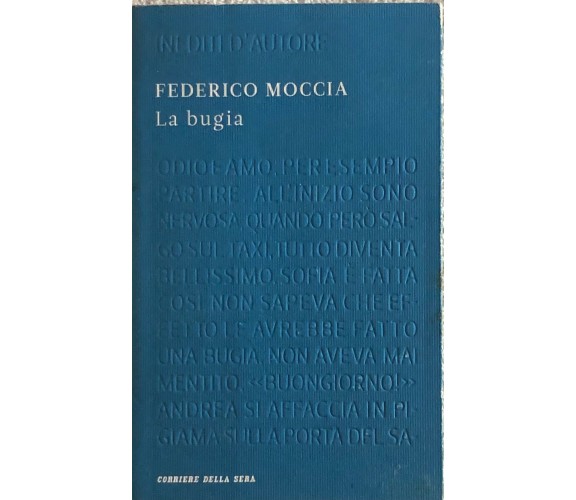 INEDITI D'AUTORE
FEDERICO MOCCIA
La bugia
ODIO E AMO, PER ESEMPIO
PARTIRE. ALL'INIZIO SONO
NERVOSA, QUANDO PERÒ SAL-
GO SUL TAXI, TUTTO DIVENTA
BELLISSIMO. SOFIA È FATTA
COSÌ. NON SAPEVA CHE EF-
FETTO LE AVREBBE FATTO
UNA BUGIA. NON AVEVA MAI
MENTITO. «BUONGIORNO!»
ANDREA SI AFFACCIA IN PI-
GIAMA SULLA PORTA DEL SA-
CORRIERE DELLA SERA